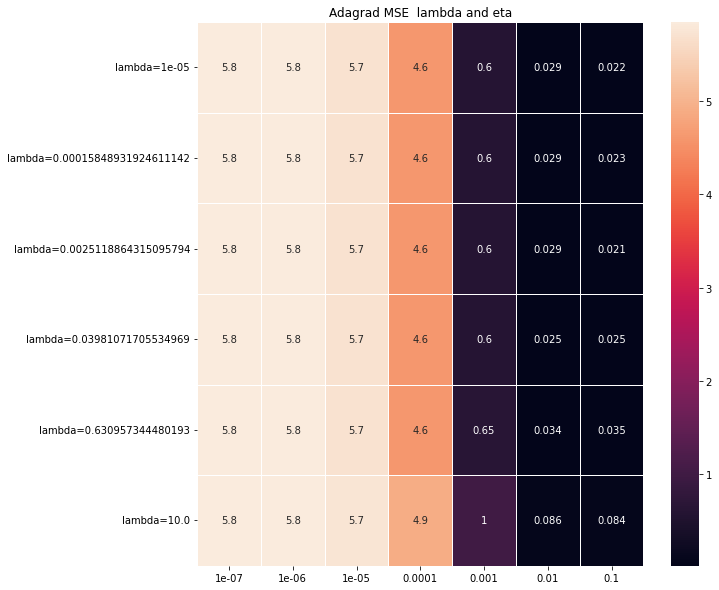 Adagrad MSE  lambda and eta
lambda=1e-05 5.8 5.8 5.7 4.6 0.6 0.029 0.022
lambda=0.00015848931924611142 5.8 5.8 5.7 4.6 0.6 0.029 0.023
lambda=0.0025118864315095794 5.8 5.8 5.7 4.6 0.6 0.029 0.021
lambda=0.03981071705534969 5.8 5.8 5.7 4.6 0.6 0.025 0.025
lambda=0.630957344480193 5.8 5.8 5.7 4.6 0.65 0.034 0.035
lambda=10.0 5.8 5.8 5.7 4.9 1 0.086 0.084
1e-07 1e-06 1e-05 0.0001 0.001 0.01 0.1
5
4
3
2
1